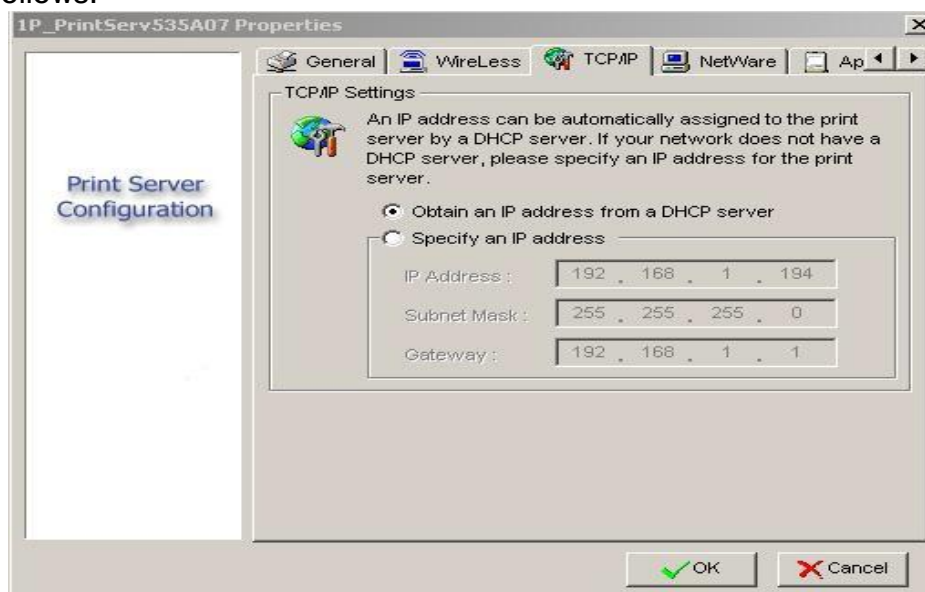 1P_PrintServ535A07 Properties
General WireLess TCP/IP NetWare Ap
TCP/IP Settings
An IP address can be automatically assigned to the print
server by a DHCP server. If your network does not have a
DHCP server, please specify an IP address for the print
server.
Print Server
Configuration
Obtain an IP address from a DHCP server
Specify an IP address
IP Address : 192 . 168 . 1 . 194
Subnet Mask : 255 . 255 . 255 . 0
Gateway : 192 . 168 . 1 . 1
OK Cancel